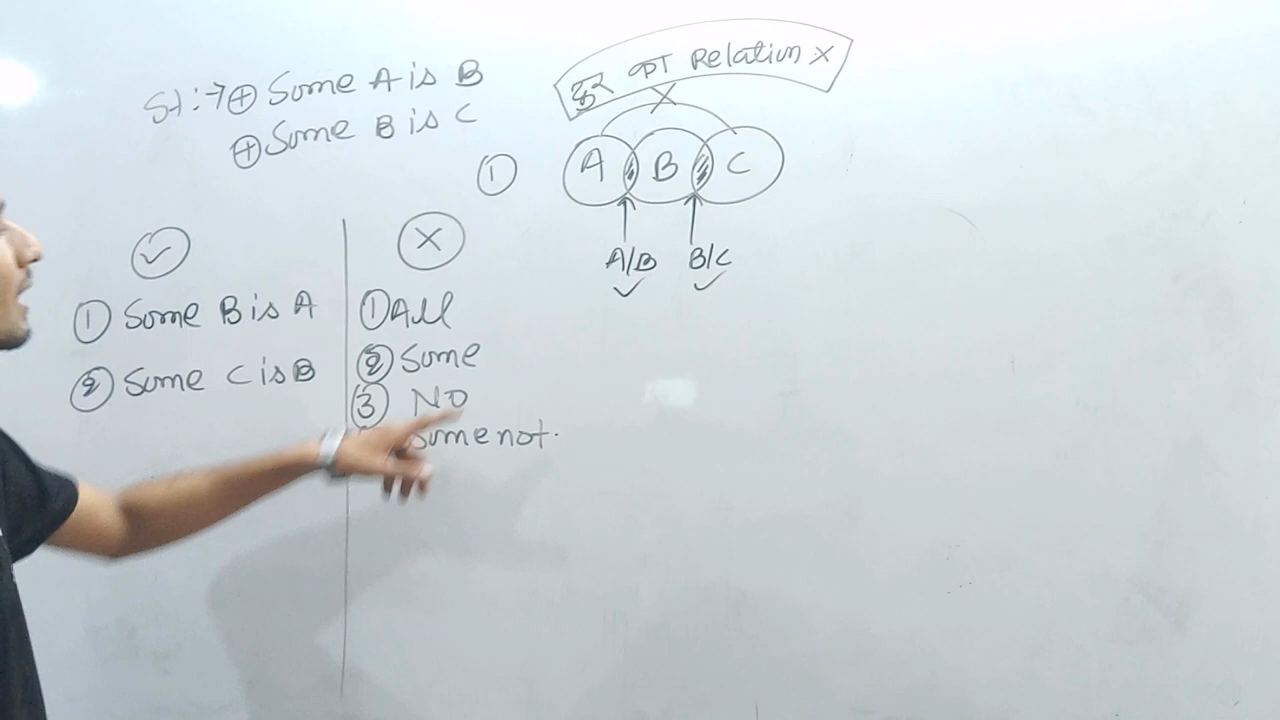 St:→ ⊕ Some A is B
⊕ Some B is C
दूर का Relation ×
×
①
A B C
A/B B/C
✓ ✓
✓
① Some B is A
② Some C is B
×
① All
② Some
③ No
Some not.